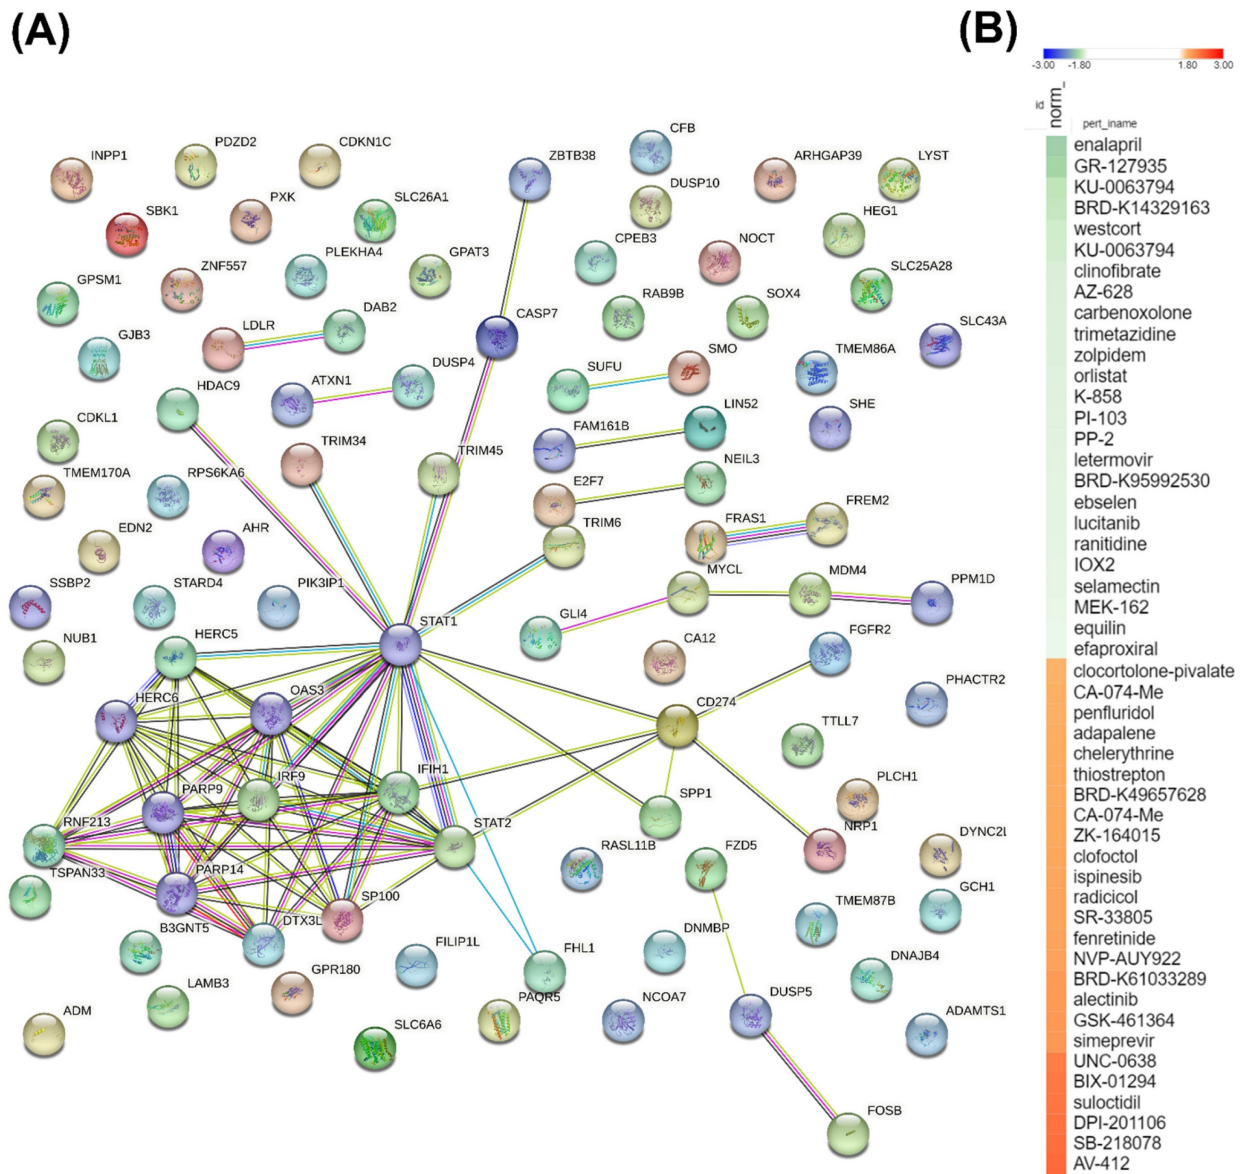 (A)
(B)
-3.00 -1.80 1.80 3.00
id
norm_
pert_iname
INPP1
PDZD2
CDKN1C
ZBTB38
CFB
ARHGAP39
LYST
SBK1
PXK
SLC26A1
DUSP10
HEG1
GPSM1
ZNF557
PLEKHA4
GPAT3
CPEB3
NOCT
SLC25A28
GJB3
LDLR
DAB2
CASP7
RAB9B
SOX4
SLC43A
HDAC9
ATXN1
DUSP4
SUFU
SMO
TMEM86A
CDKL1
TRIM34
TRIM45
FAM161B
LIN52
SHE
TMEM170A
RPS6KA6
E2F7
NEIL3
EDN2
AHR
TRIM6
FRAS1
FREM2
SSBP2
STARD4
PIK3IP1
MYCL
MDM4
PPM1D
NUB1
HERC5
STAT1
GLI4
CA12
FGFR2
HERC6
OAS3
CD274
PHACTR2
TTLL7
PARP9
IRF9
IFIH1
SPP1
PLCH1
RNF213
STAT2
NRP1
TSPAN33
PARP14
RASL11B
FZD5
DYNC2L
B3GNT5
DTX3L
SP100
TMEM87B
GCH1
LAMB3
GPR180
FILIP1L
FHL1
DNMBP
DNAJB4
ADM
SLC6A6
PAQR5
NCOA7
DUSP5
ADAMTS1
FOSB
enalapril
GR-127935
KU-0063794
BRD-K14329163
westcort
KU-0063794
clinofibrate
AZ-628
carbenoxolone
trimetazidine
zolpidem
orlistat
K-858
PI-103
PP-2
letermovir
BRD-K95992530
ebselen
lucitanib
ranitidine
IOX2
selamectin
MEK-162
equilin
efaproxiral
clocortolone-pivalate
CA-074-Me
penfluridol
adapalene
chelerythrine
thiostrepton
BRD-K49657628
CA-074-Me
ZK-164015
clofoctol
ispinesib
radicicol
SR-33805
fenretinide
NVP-AUY922
BRD-K61033289
alectinib
GSK-461364
simeprevir
UNC-0638
BIX-01294
suloctidil
DPI-201106
SB-218078
AV-412